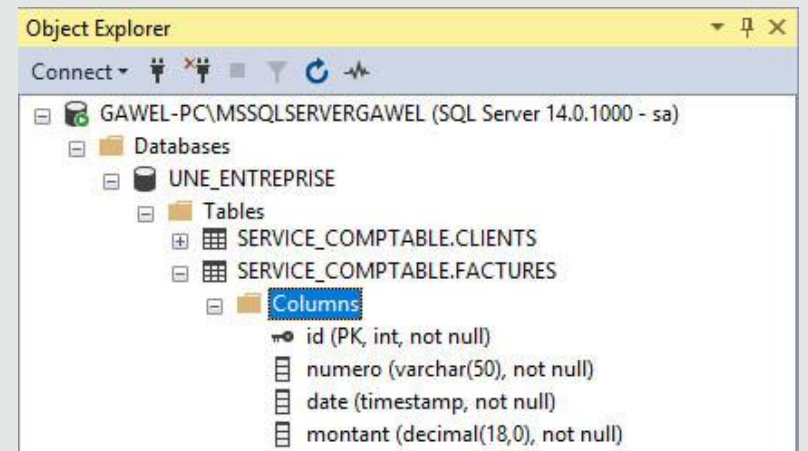 Object Explorer
Connect
GAWEL-PC\MSSQLSERVERGAWEL (SQL Server 14.0.1000 - sa)
Databases
UNE_ENTREPRISE
Tables
SERVICE_COMPTABLE.CLIENTS
SERVICE_COMPTABLE.FACTURES
Columns
id (PK, int, not null)
numero (varchar(50), not null)
date (timestamp, not null)
montant (decimal(18,0), not null)